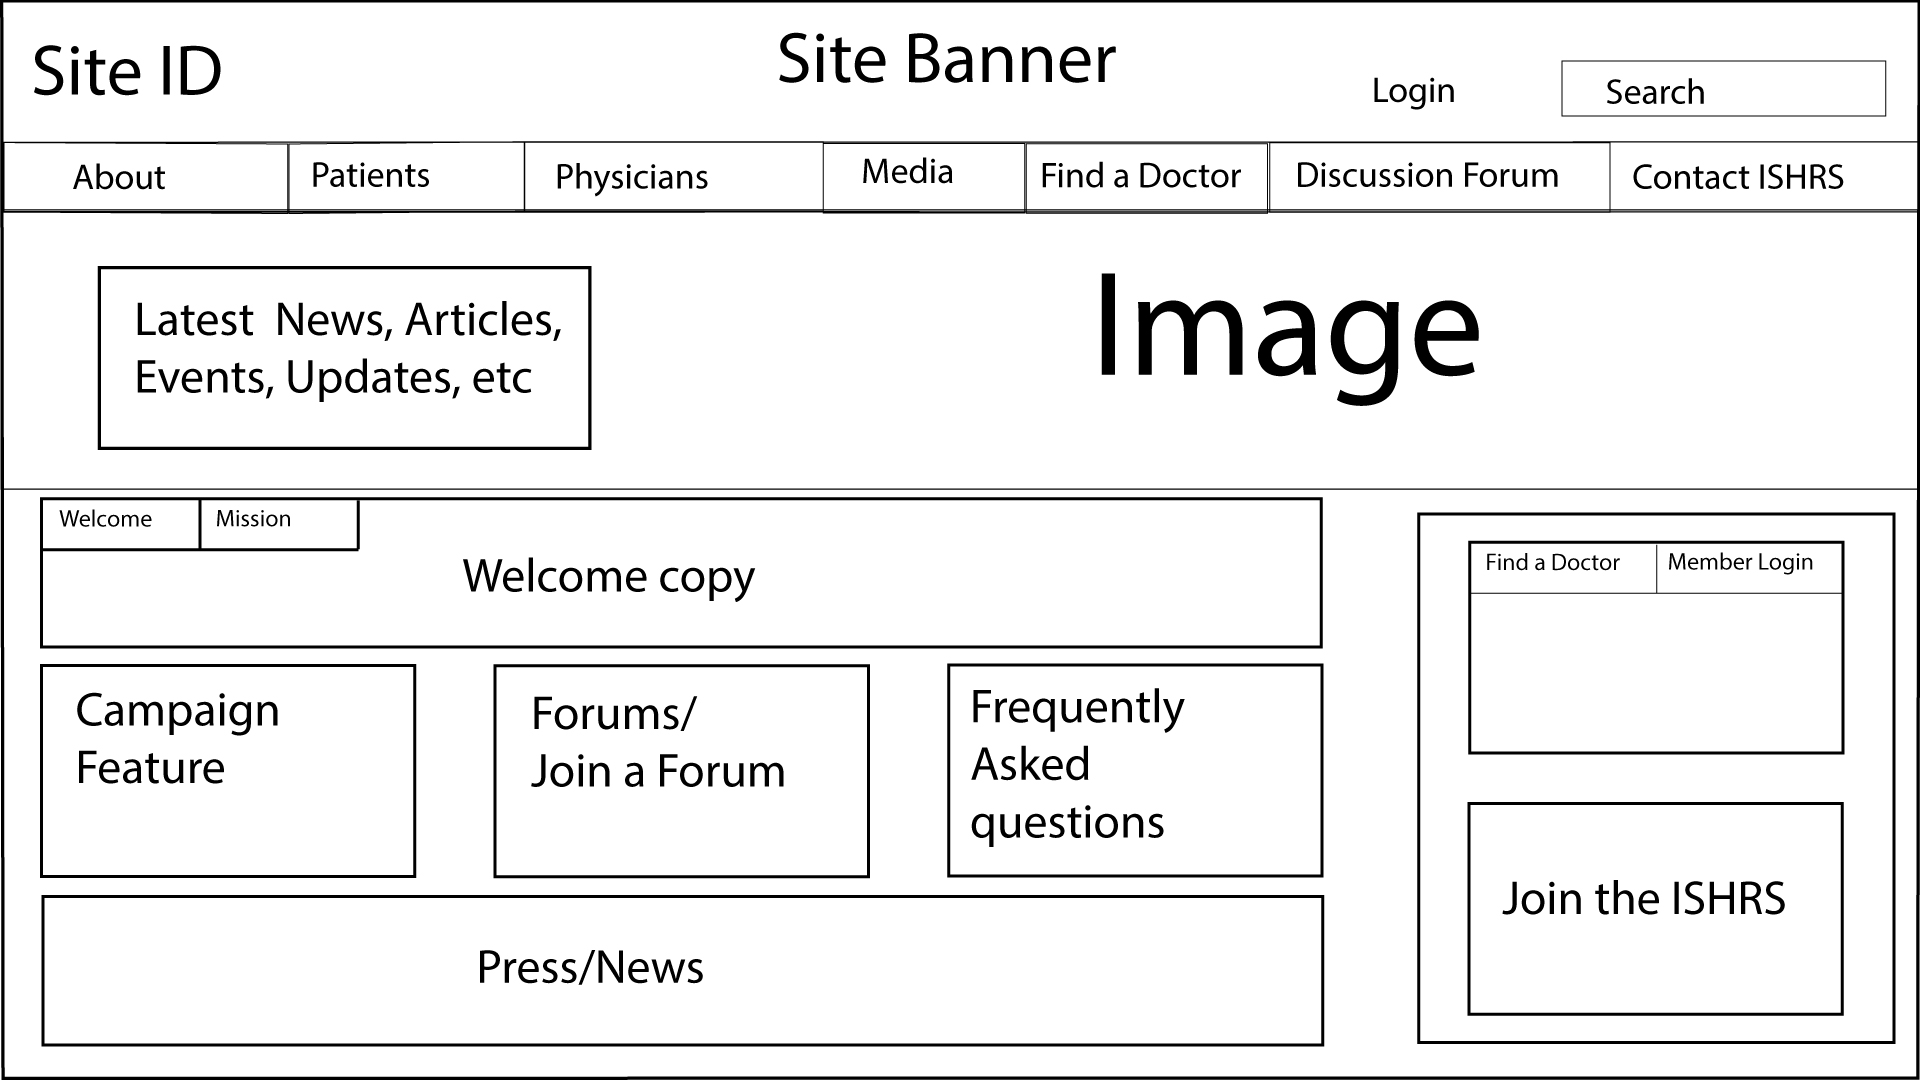 Site ID
Site Banner
Login
Search
About
Patients
Physicians
Media
Find a Doctor
Discussion Forum
Contact ISHRS
Latest  News, Articles,
Events, Updates, etc
Image
Welcome
Mission
Welcome copy
Campaign
Feature
Forums/
Join a Forum
Frequently
Asked
questions
Press/News
Find a Doctor
Member Login
Join the ISHRS